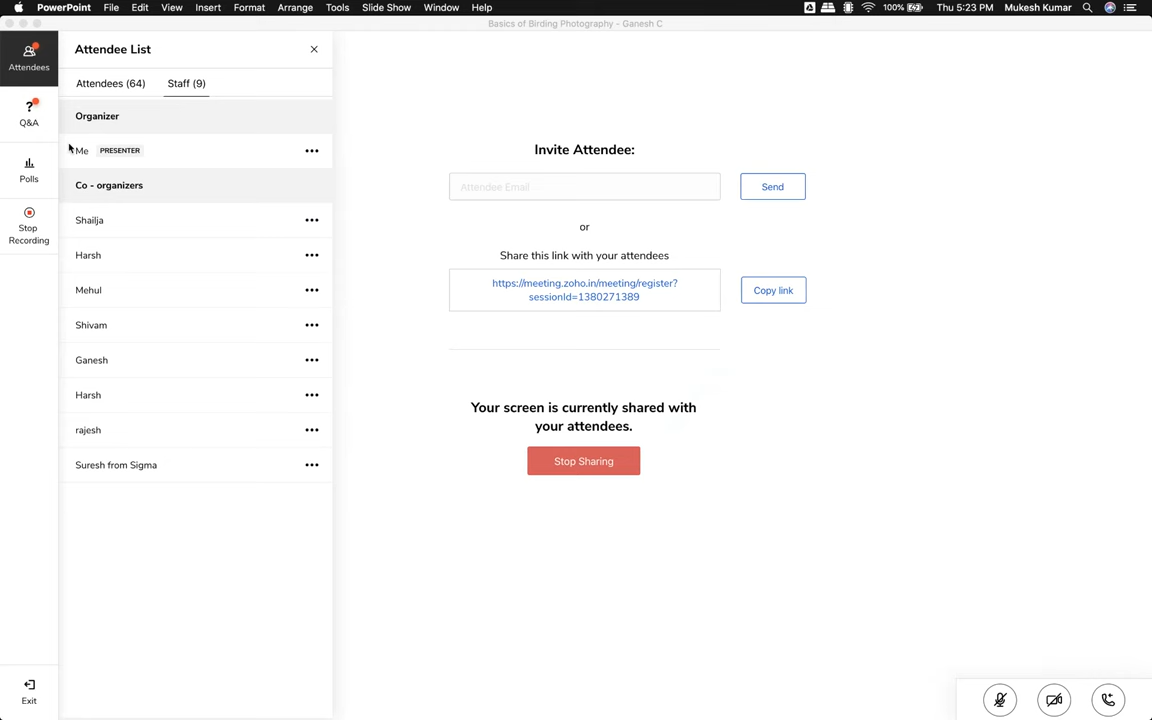 PowerPoint File Edit View Insert Format Arrange Tools Slide Show Window Help 100% Thu 5:23 PM Mukesh Kumar
Basics of Birding Photography - Ganesh C
Attendees
Q&A
Polls
Stop
Recording
Exit
Attendee List
Attendees (64) Staff (9)
Organizer
Me PRESENTER
Co - organizers
Shailja
Harsh
Mehul
Shivam
Ganesh
Harsh
rajesh
Suresh from Sigma
Invite Attendee:
Attendee Email Send
or
Share this link with your attendees
https://meeting.zoho.in/meeting/register?
sessionId=1380271389
Copy link
Your screen is currently shared with
your attendees.
Stop Sharing